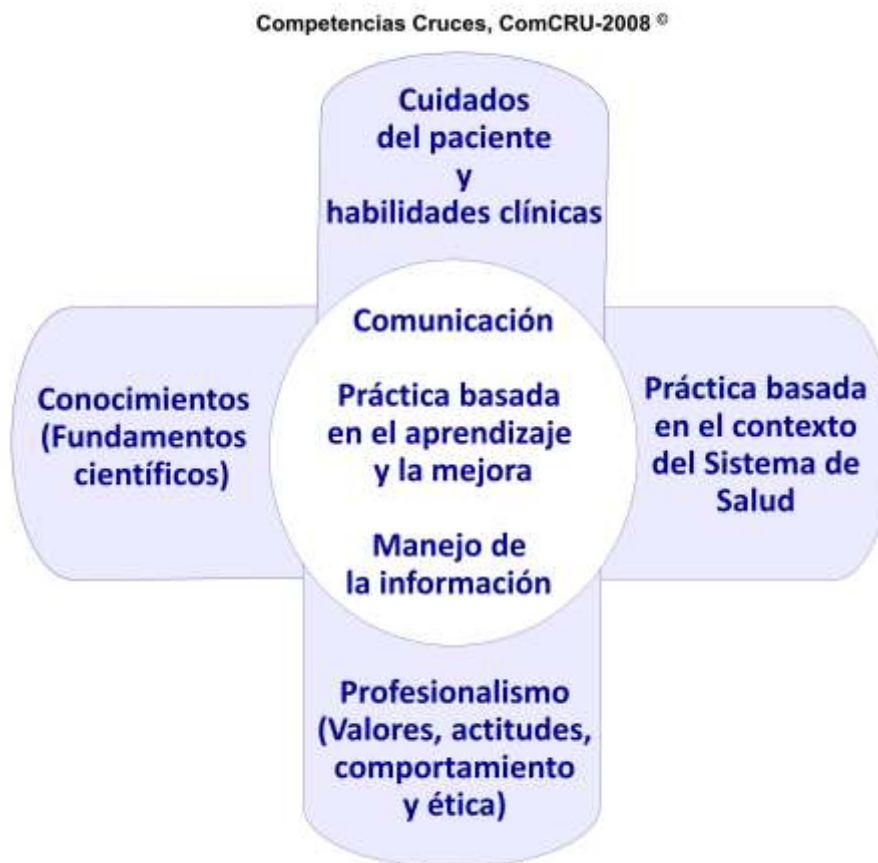 Competencias Cruces, ComCRU-2008 ©
Cuidados
del paciente
y
habilidades clínicas
Conocimientos
(Fundamentos
científicos)
Comunicación
Práctica basada
en el aprendizaje
y la mejora
Manejo de
la información
Práctica basada
en el contexto
del Sistema de
Salud
Profesionalismo
(Valores, actitudes,
comportamiento
y ética)